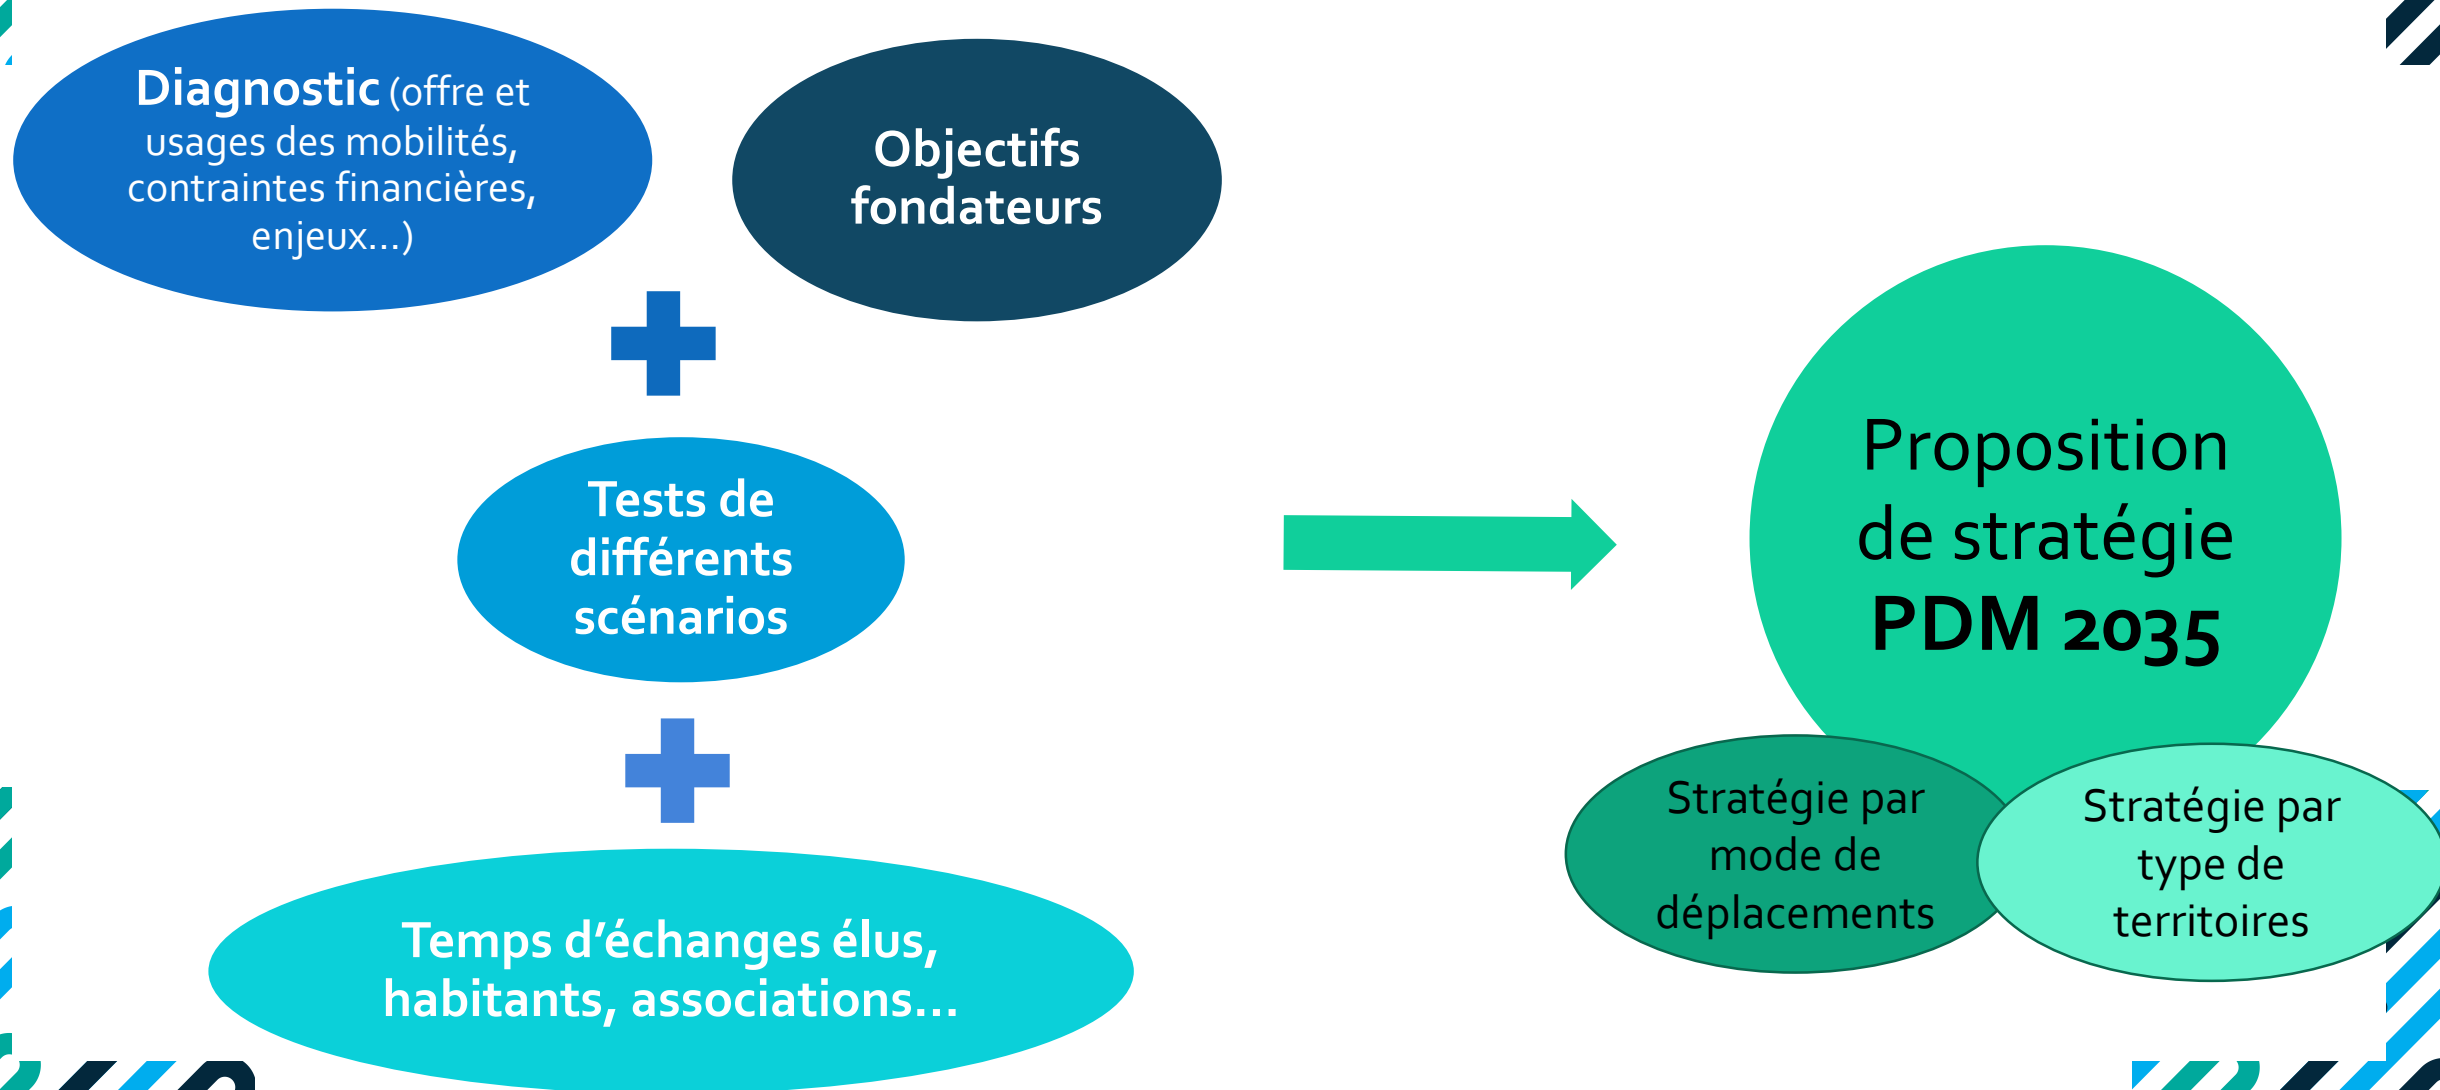 Diagnostic (offre et
usages des mobilités,
contraintes financières,
enjeux...)
Objectifs
fondateurs
Tests de
différents
scénarios
Temps d’échanges élus,
habitants, associations...
Proposition
de stratégie
PDM 2035
Stratégie par
mode de
déplacements
Stratégie par
type de
territoires